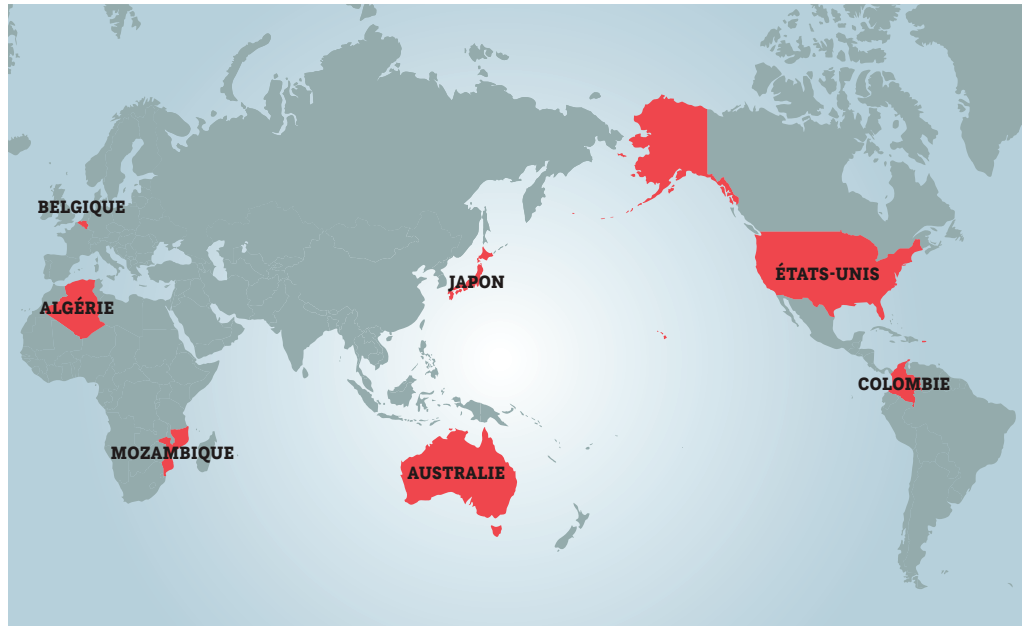 BELGIQUE
JAPON
ÉTATS-UNIS
ALGÉRIE
COLOMBIE
MOZAMBIQUE
AUSTRALIE